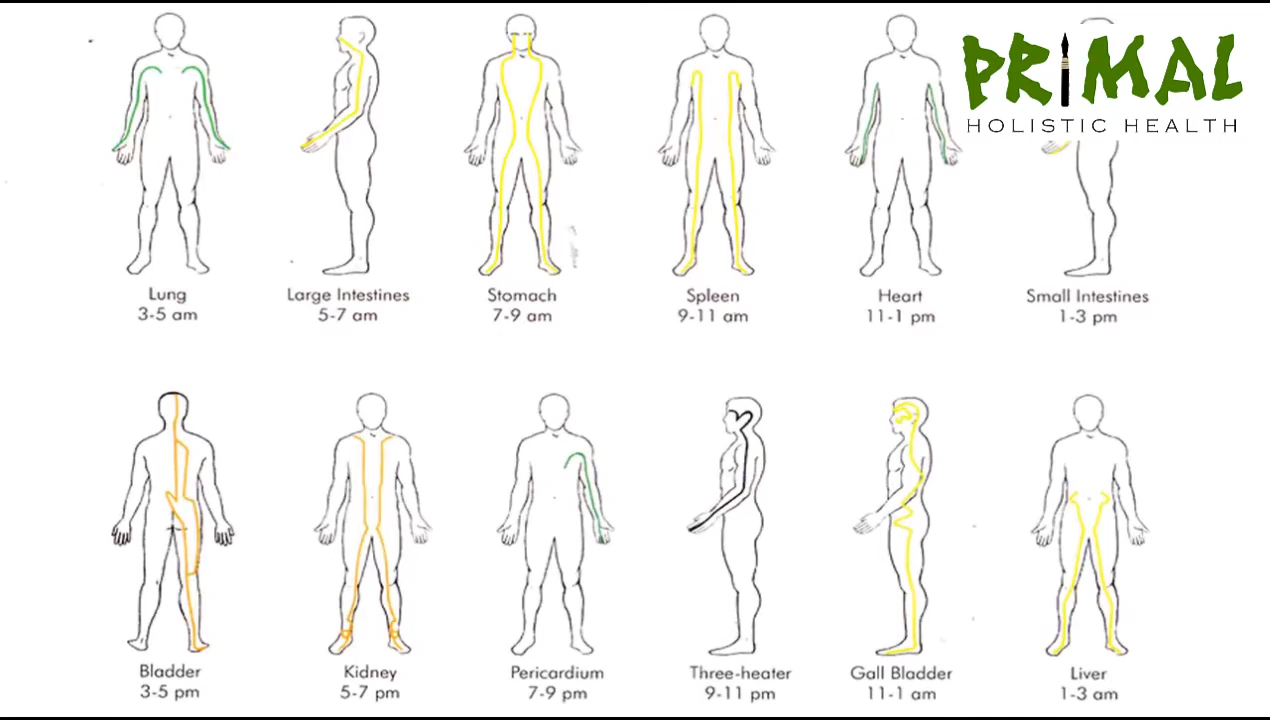 PRIMAL
HOLISTIC HEALTH
Lung
3-5 am
Large Intestines
5-7 am
Stomach
7-9 am
Spleen
9-11 am
Heart
11-1 pm
Small Intestines
1-3 pm
Bladder
3-5 pm
Kidney
5-7 pm
Pericardium
7-9 pm
Three-heater
9-11 pm
Gall Bladder
11-1 am
Liver
1-3 am